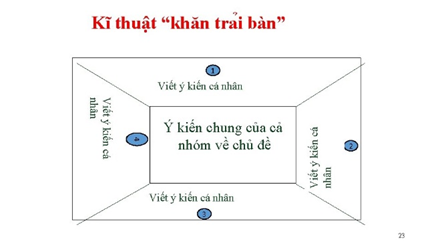 Kĩ thuật “khăn trải bàn”
1
Viết ý kiến cá nhân
Viết ý kiến cá
nhân
4
Ý kiến chung của cả
nhóm về chủ đề
Viết ý kiến cá
nhân
2
Viết ý kiến cá nhân
3
23